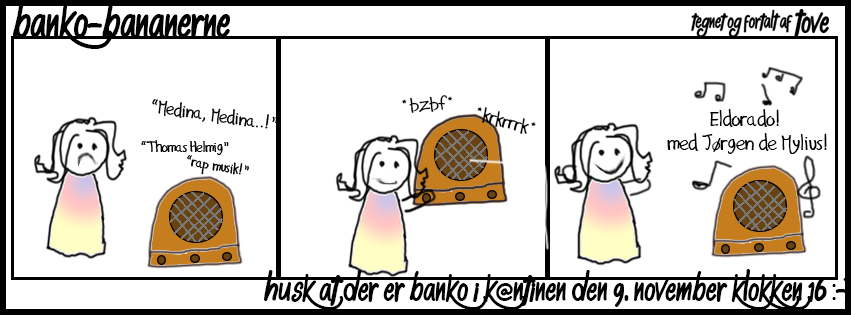 banko-bananerne
tegnet og fortalt af Tove
"Medina, Medina..!"
"Thomas Helmig"
"rap musik!"
*bzbf*
*krkrrrk*
Eldorado!
med Jørgen de Mylius!
husk at, der er banko i k@ntinen den 9. november klokken 16 :-